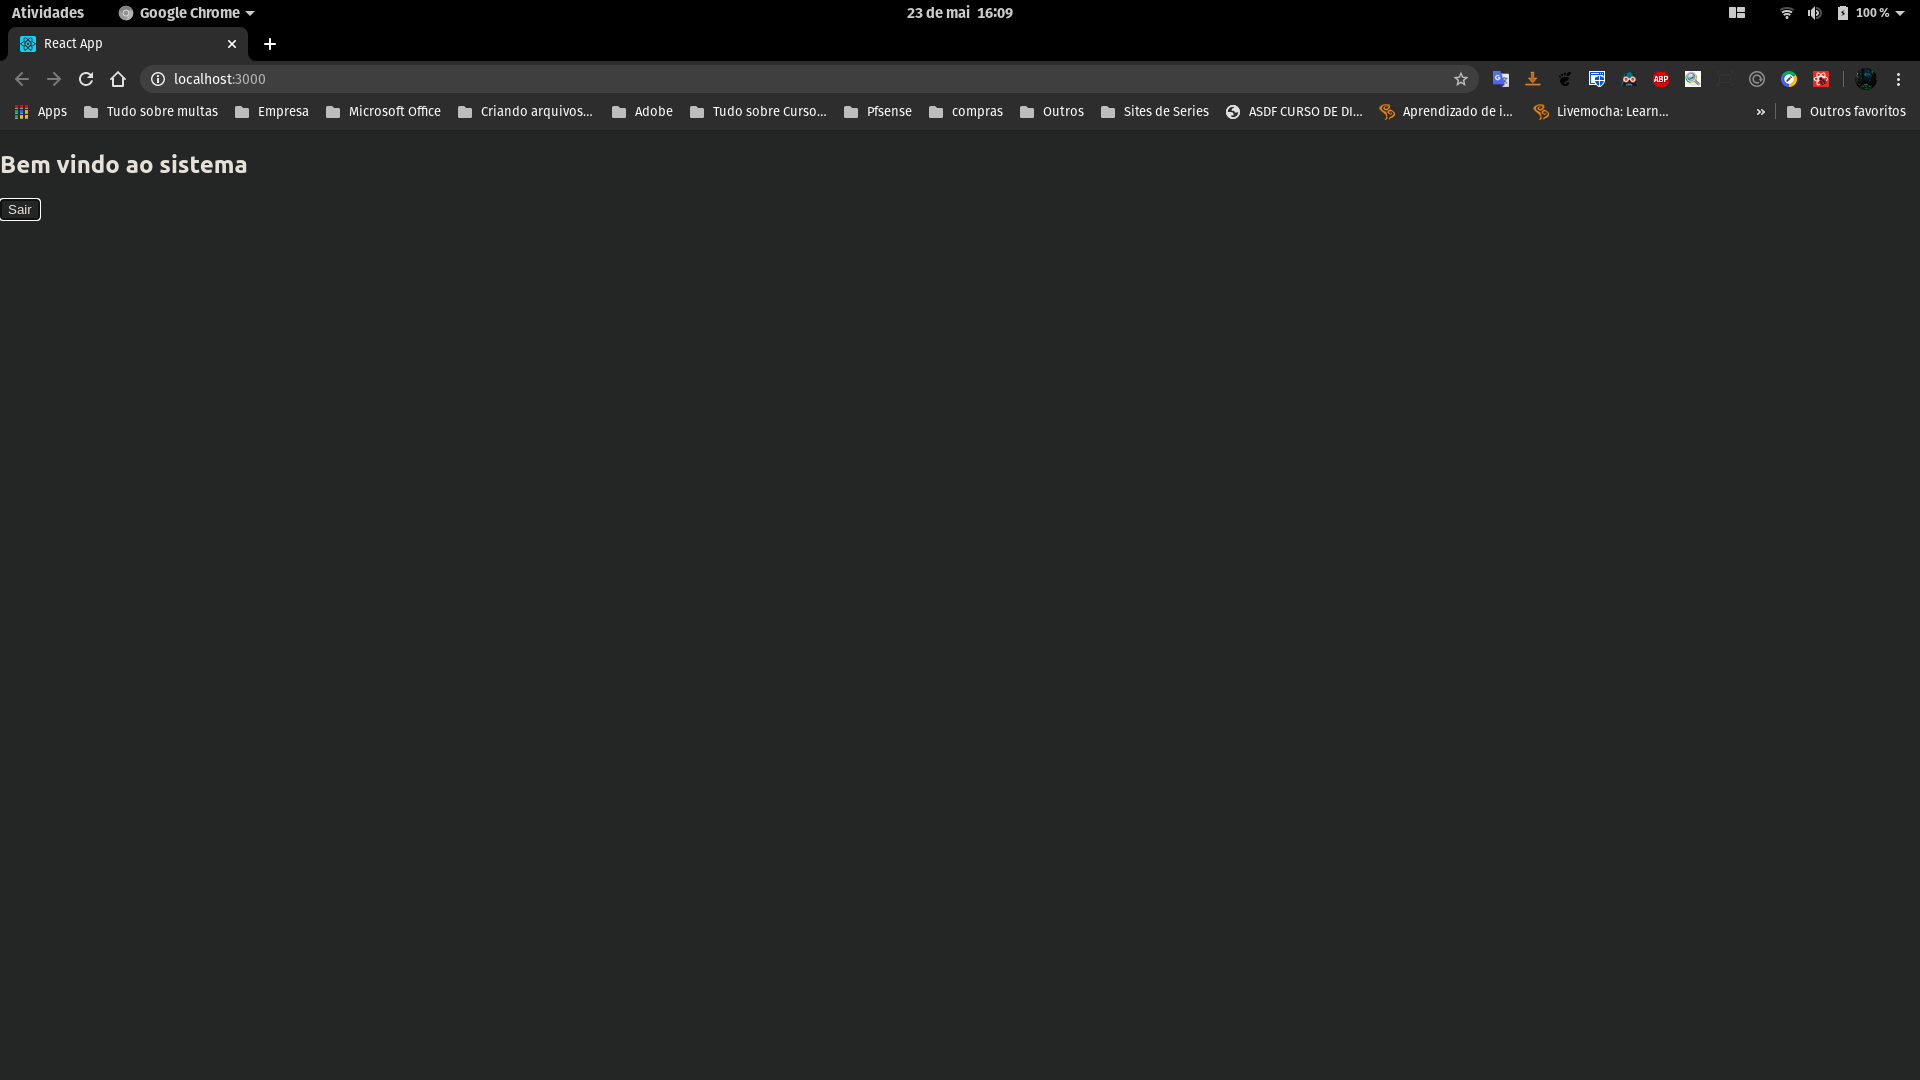 Atividades Google Chrome 23 de mai 16:09 100 %
React App
localhost:3000
ABP
Apps Tudo sobre multas Empresa Microsoft Office Criando arquivos... Adobe Tudo sobre Curso... Pfsense compras Outros Sites de Series ASDF CURSO DE DI... Aprendizado de i... Livemocha: Learn... » Outros favoritos
Bem vindo ao sistema
Sair